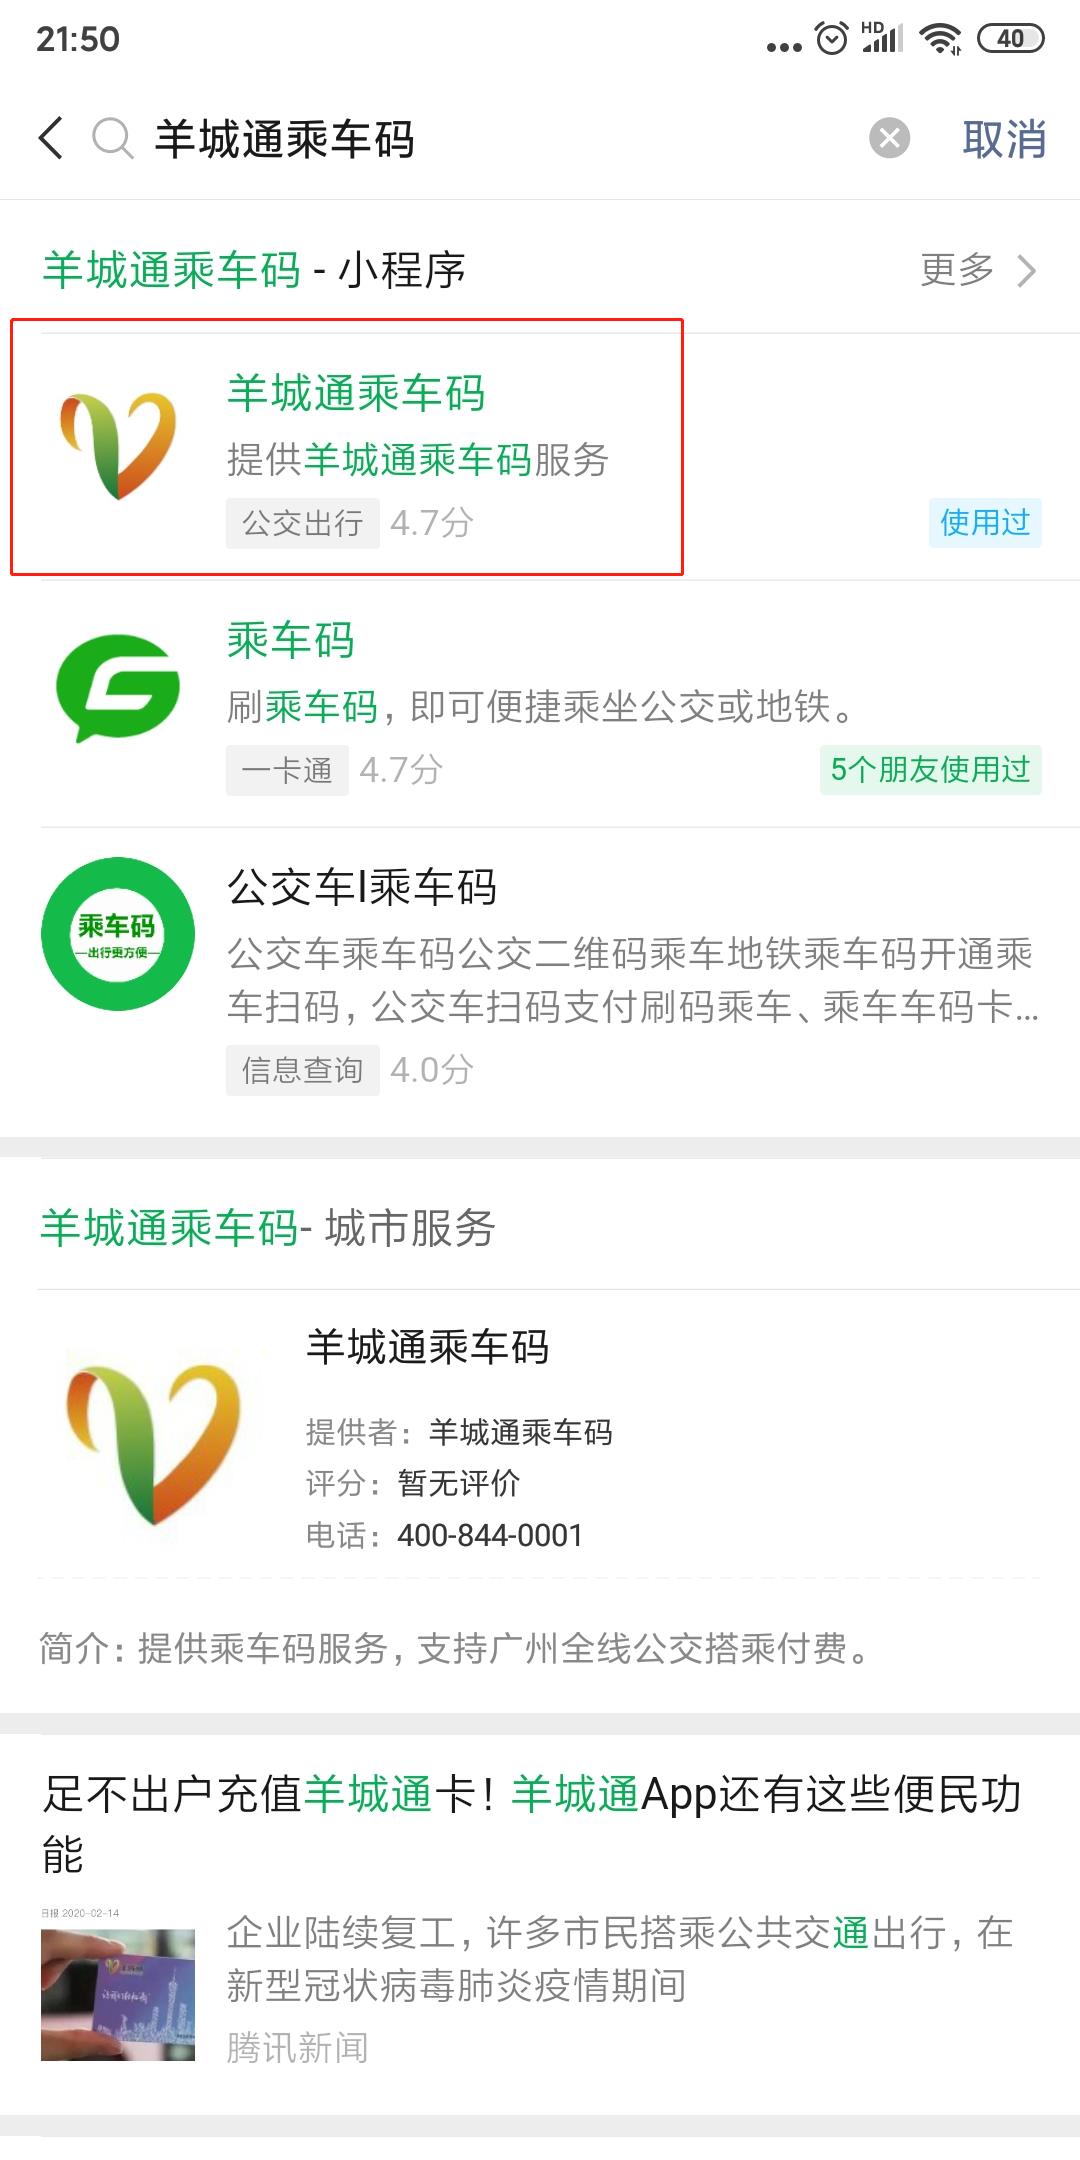 21:50
HD
40
羊城通乘车码
取消
羊城通乘车码 - 小程序
更多
羊城通乘车码
提供羊城通乘车码服务
公交出行 4.7分
使用过
乘车码
刷乘车码，即可便捷乘坐公交或地铁。
一卡通 4.7分
5个朋友使用过
乘车码
—出行更方便—
公交车l乘车码
公交车乘车码公交二维码乘车地铁乘车码开通乘
车扫码，公交车扫码支付刷码乘车、乘车车码卡...
信息查询 4.0分
羊城通乘车码- 城市服务
羊城通乘车码
提供者：羊城通乘车码
评分：暂无评价
电话：400-844-0001
简介：提供乘车码服务，支持广州全线公交搭乘付费。
足不出户充值羊城通卡！羊城通App还有这些便民功
能
日报 2020-02-14
企业陆续复工，许多市民搭乘公共交通出行，在
新型冠状病毒肺炎疫情期间
腾讯新闻